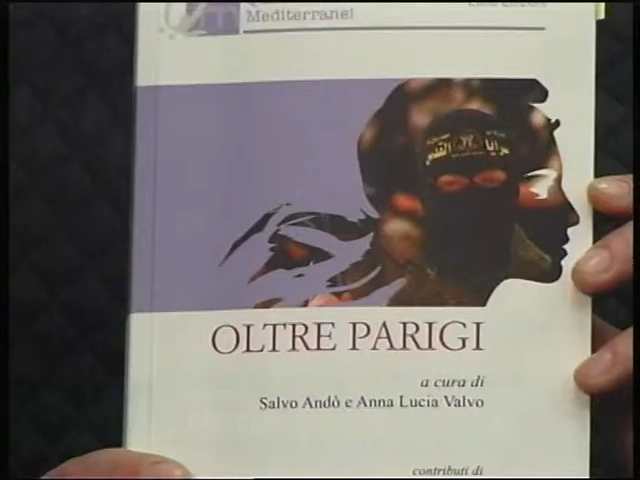 Mediterranei
OLTRE PARIGI
a cura di
Salvo Andò e Anna Lucia Valvo
contributi di